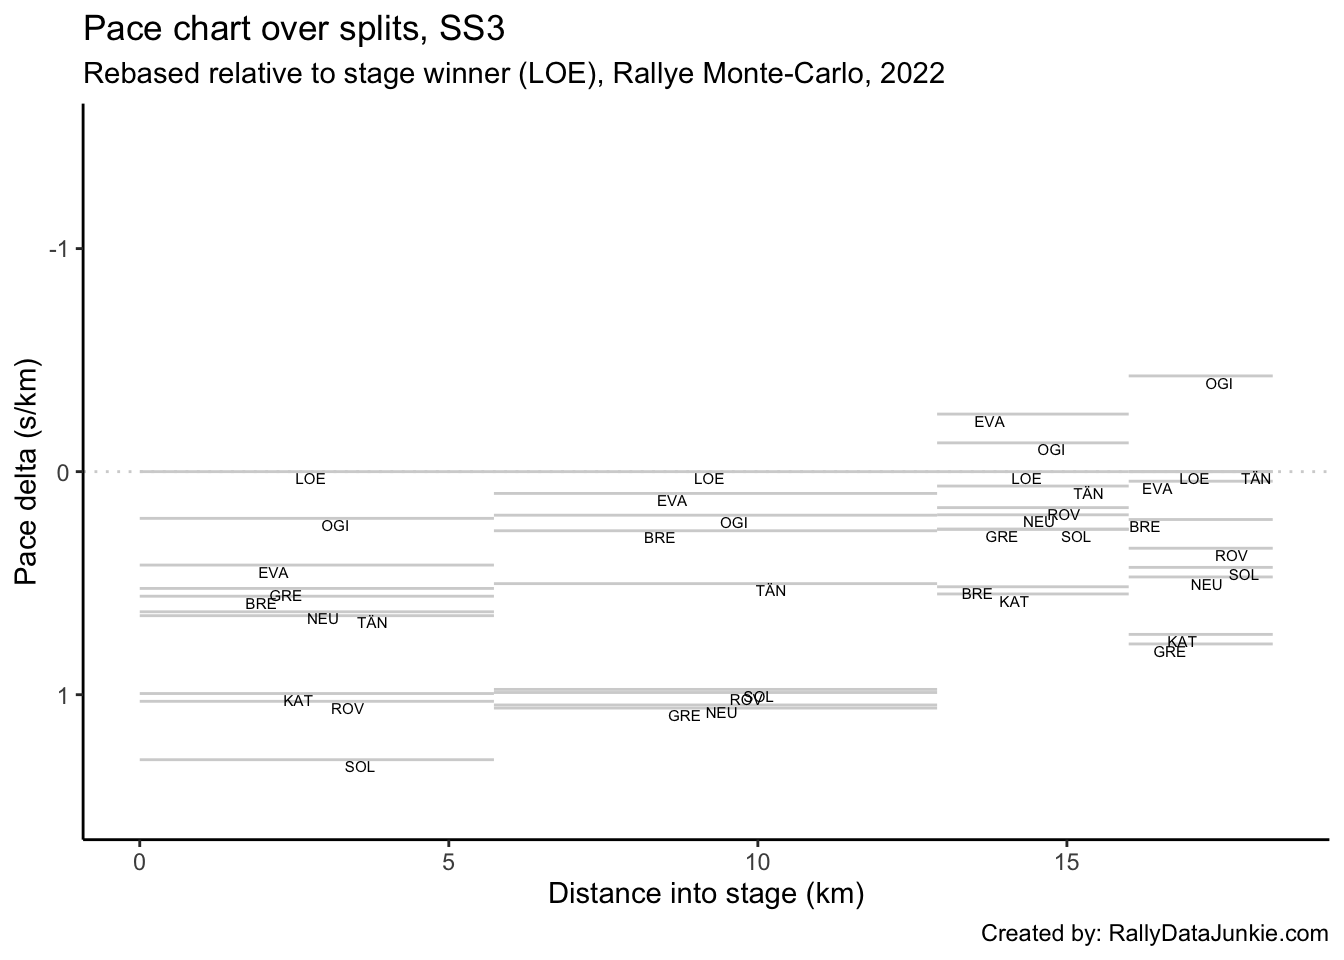 Pace chart over splits, SS3
Rebased relative to stage winner (LOE), Rallye Monte-Carlo, 2022
Pace delta (s/km)
-1
0
1
OGI
EVA
OGI
LOE
LOE
LOE
LOE
TÄN
EVA
TÄN
EVA
OGI
OGI
ROV
NEU
BRE
BRE
GRE
SOL
ROV
EVA
SOL
NEU
GRE
BRE
TÄN
BRE
KAT
NEU
TÄN
KAT
GRE
KAT
ROV
SOL
ROV
NEU
GRE
SOL
0
5
10
15
Distance into stage (km)
Created by: RallyDataJunkie.com